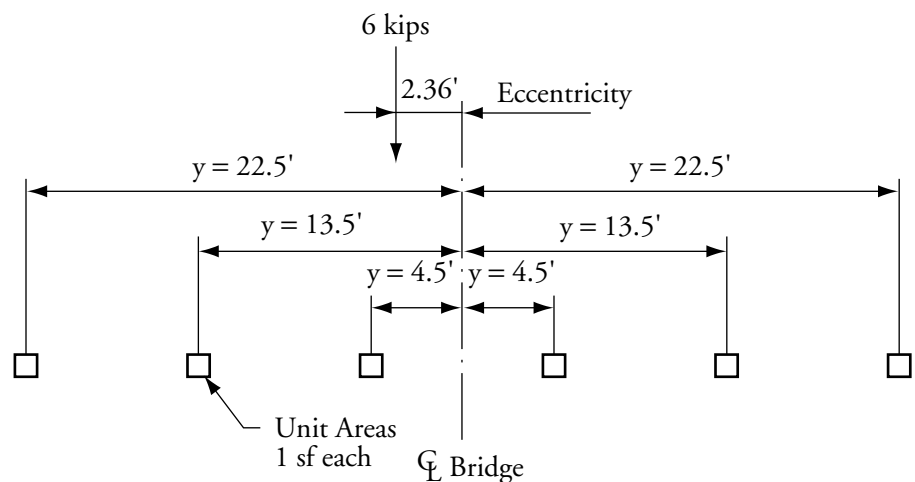 6 kips
2.36'
Eccentricity
y = 22.5'
y = 22.5'
y = 13.5'
y = 13.5'
y = 4.5'
y = 4.5'
Unit Areas
1 sf each
℄ Bridge